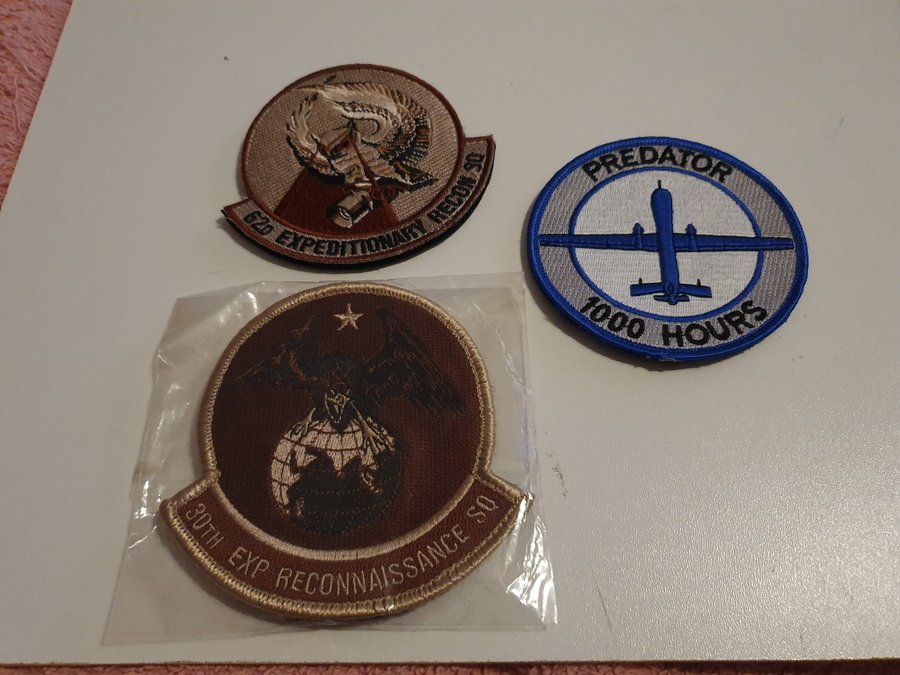 62D EXPEDITIONARY RECON SQ
PREDATOR
1000 HOURS
30TH EXP RECONNAISSANCE SQ